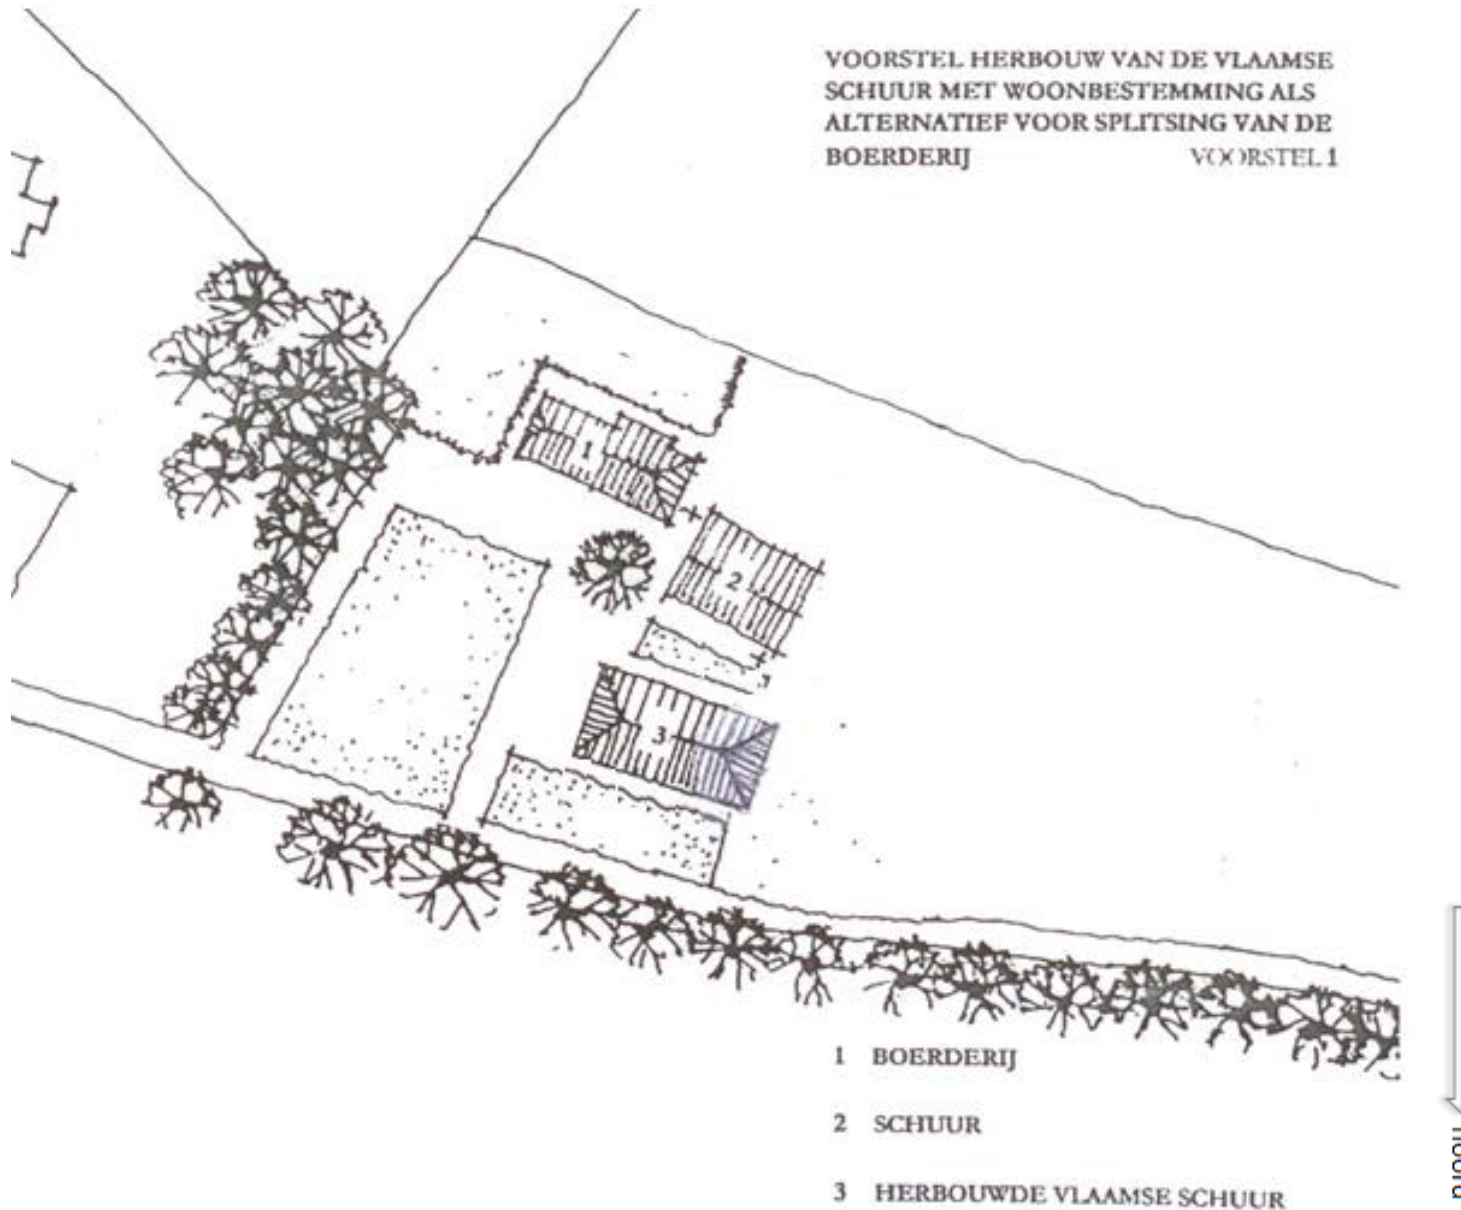 VOORSTEL HERBOUW VAN DE VLAAMSE
SCHUUR MET WOONBESTEMMING ALS
ALTERNATIEF VOOR SPLITSING VAN DE
BOERDERIJ VOORSTEL 1
1
2
3
1 BOERDERIJ
2 SCHUUR
3 HERBOUWDE VLAAMSE SCHUUR
noord